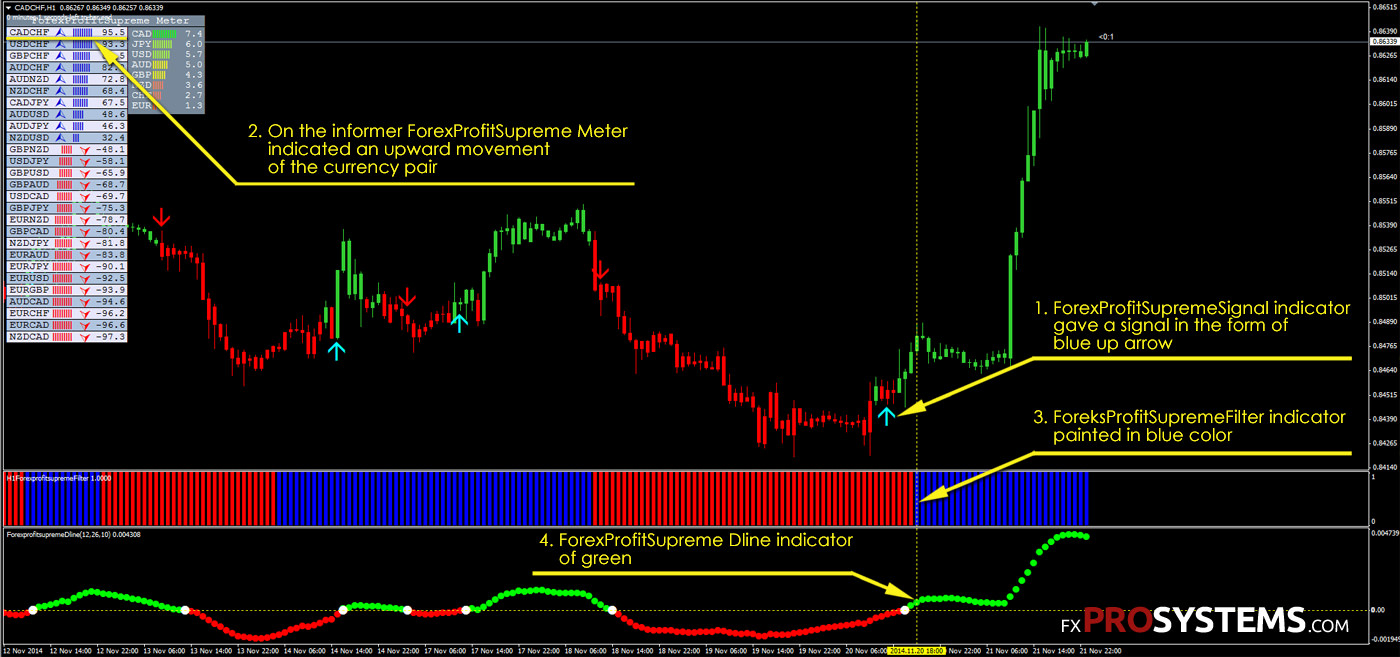 CADCHF,H1 0.86267 0.86349 0.86257 0.86339
ForexProfitSupreme Meter
CADCHF 95.5
USDCHF 93.3
GBPCHF
AUDCHF
AUDNZD 72.8
NZDCHF 68.4
CADJPY 67.5
AUDUSD 48.6
AUDJPY 46.3
NZDUSD 32.4
GBPNZD -48.1
USDJPY -58.1
GBPUSD -65.9
GBPAUD -68.7
USDCAD -69.7
GBPJPY -75.3
EURNZD -78.7
GBPCAD -80.4
NZDJPY -81.8
EURAUD -83.8
EURJPY -90.1
EURUSD -92.5
EURGBP -93.9
AUDCAD -94.6
EURCHF -96.2
EURCAD -96.6
NZDCAD -97.3
CAD 7.4
JPY 6.0
USD 5.7
AUD 5.0
GBP 4.3
NZD 3.6
CHF 2.7
EUR 1.3
2. On the informer ForexProfitSupreme Meter
indicated an upward movement
of the currency pair
<0:1
1. ForexProfitSupremeSignal indicator
gave a signal in the form of
blue up arrow
3. ForeksProfitSupremeFilter indicator
painted in blue color
0.86515
0.86390
0.86339
0.86265
0.86140
0.86015
0.85890
0.85765
0.85640
0.85515
0.85390
0.85265
0.85140
0.85015
0.84890
0.84765
0.84640
0.84515
0.84390
0.84265
0.84140
H1ForexprofitsupremeFilter 1.0000
1
0
ForexprofitsupremeDline(12,26,10) 0.004308
4. ForexProfitSupreme Dline indicator
of green
0.004739
0.00
-0.001945
FXPROSYSTEMS.COM
12 Nov 2014 12 Nov 14:00 12 Nov 22:00 13 Nov 06:00 13 Nov 14:00 13 Nov 22:00 14 Nov 06:00 14 Nov 14:00 14 Nov 22:00 17 Nov 06:00 17 Nov 14:00 17 Nov 22:00 18 Nov 06:00 18 Nov 14:00 18 Nov 22:00 19 Nov 06:00 19 Nov 14:00 19 Nov 22:00 20 Nov 06:00 2014.11.20 18:00 Nov 22:00 21 Nov 06:00 21 Nov 14:00 21 Nov 22:00